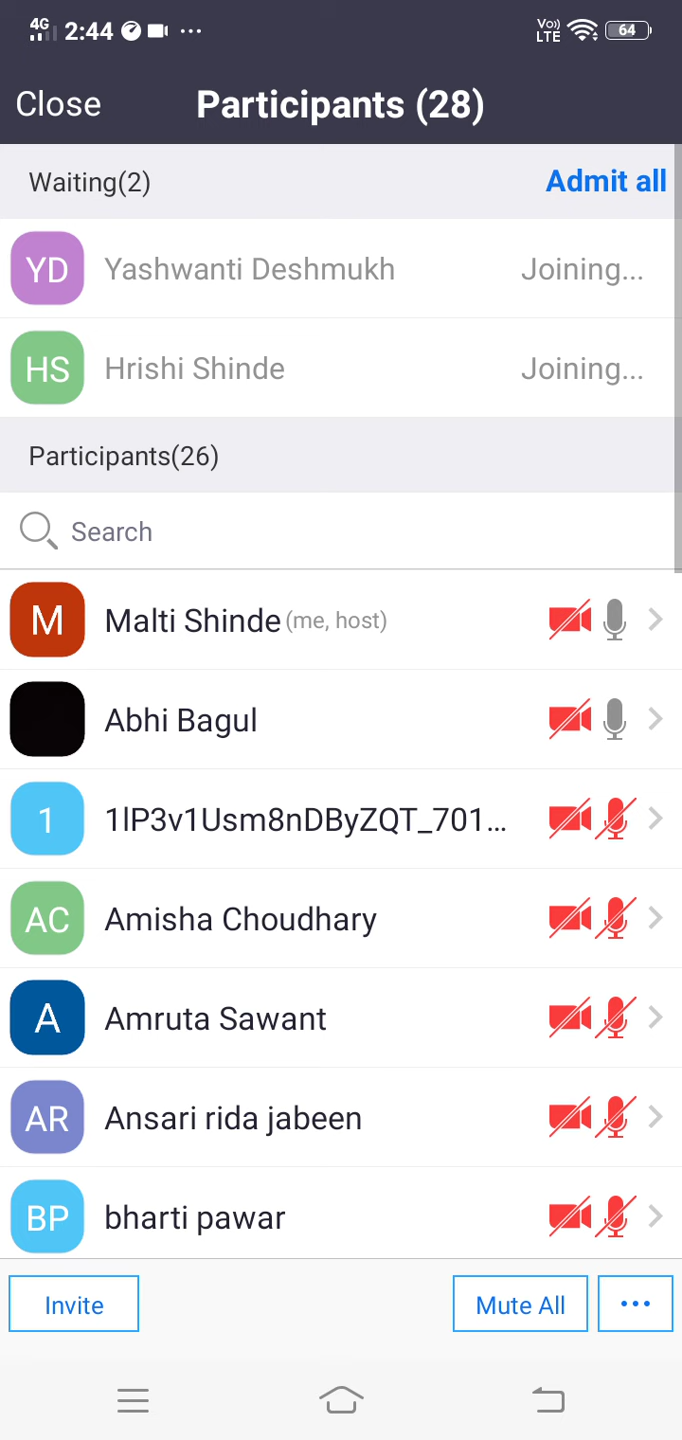 4G 2:44 ... Vo)) LTE 64
Close Participants (28)
Waiting(2) Admit all
YD Yashwanti Deshmukh Joining...
HS Hrishi Shinde Joining...
Participants(26)
Search
M Malti Shinde (me, host)
Abhi Bagul
1 1lP3v1Usm8nDByZQT_701...
AC Amisha Choudhary
A Amruta Sawant
AR Ansari rida jabeen
BP bharti pawar
Invite Mute All ...